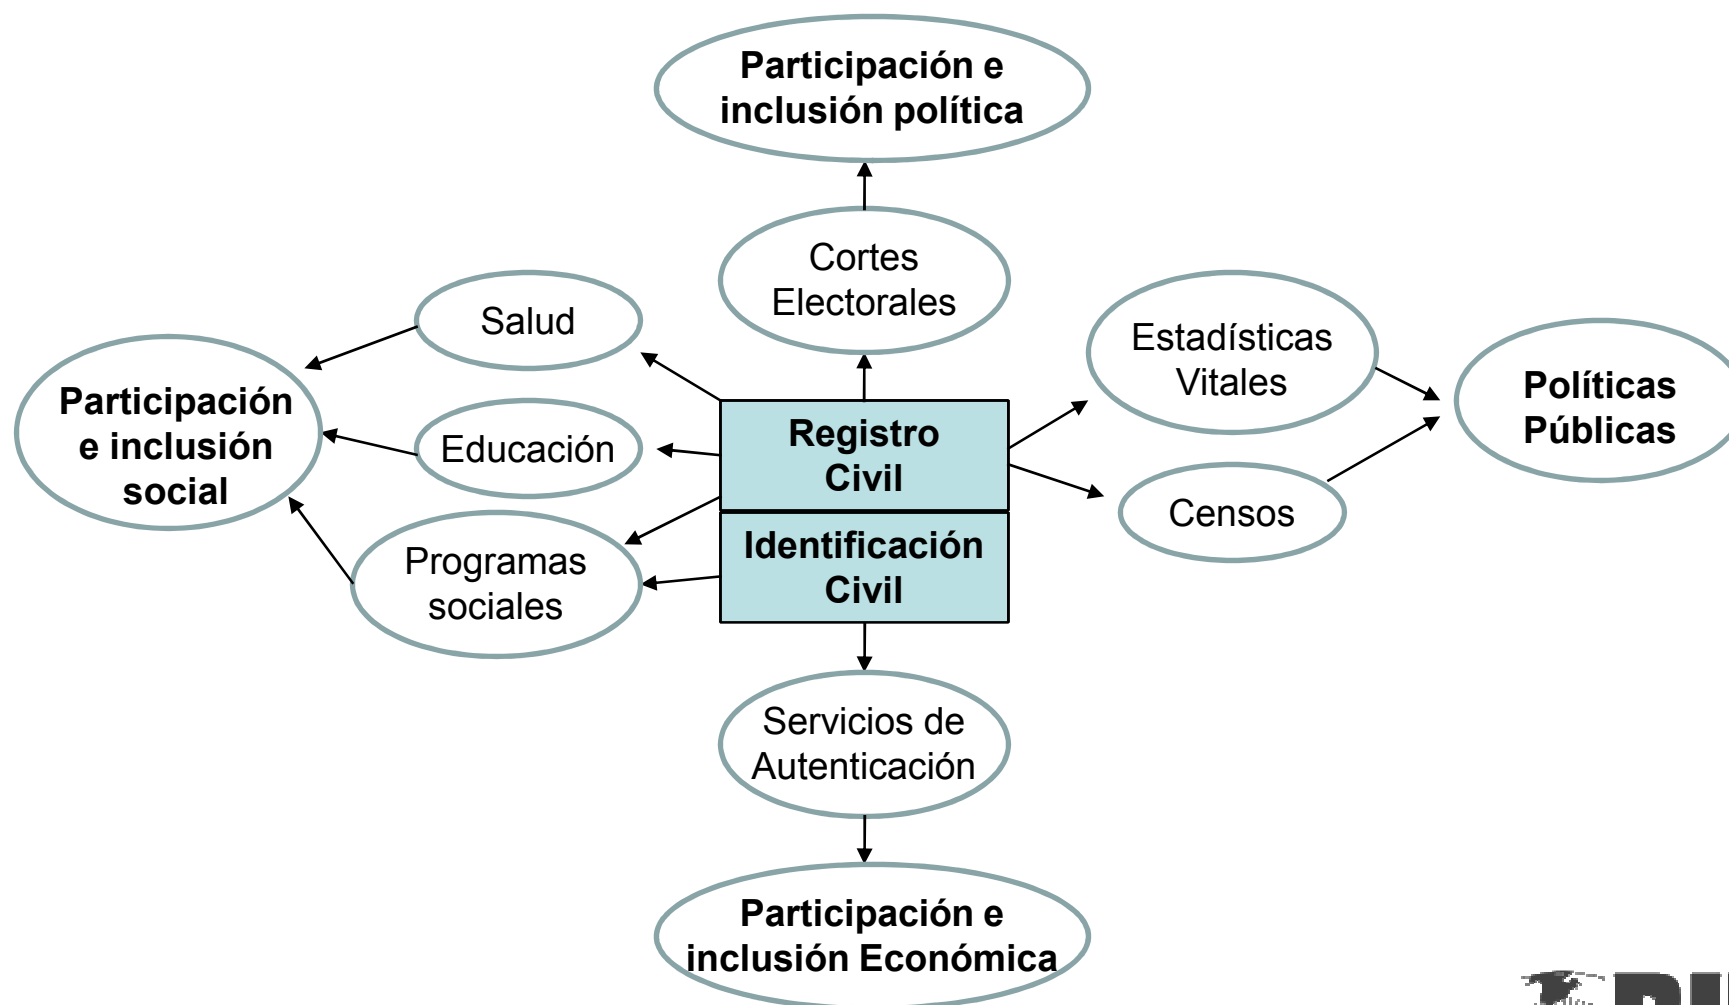 Participación e
inclusión política
Cortes
Electorales
Salud
Estadísticas
Vitales
Participación
e inclusión
social
Educación
Registro
Civil
Políticas
Públicas
Censos
Identificación
Civil
Programas
sociales
Servicios de
Autenticación
Participación e
inclusión Económica